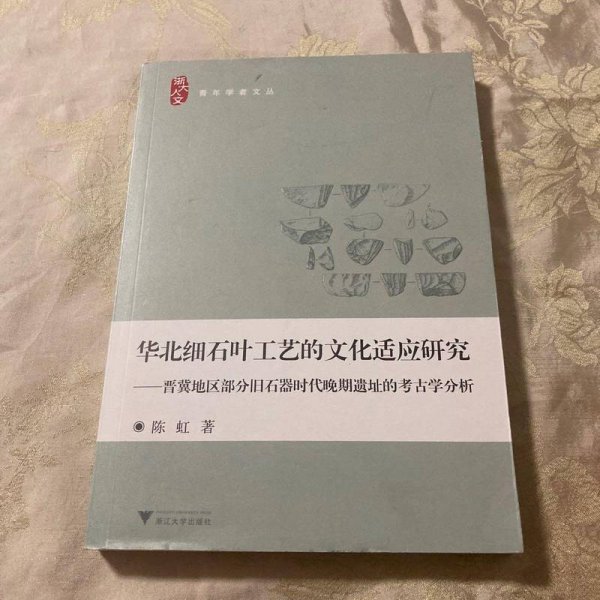 浙大人文
青年学者文丛
华北细石叶工艺的文化适应研究
——晋冀地区部分旧石器时代晚期遗址的考古学分析
◉ 陈 虹 著
浙江大学出版社